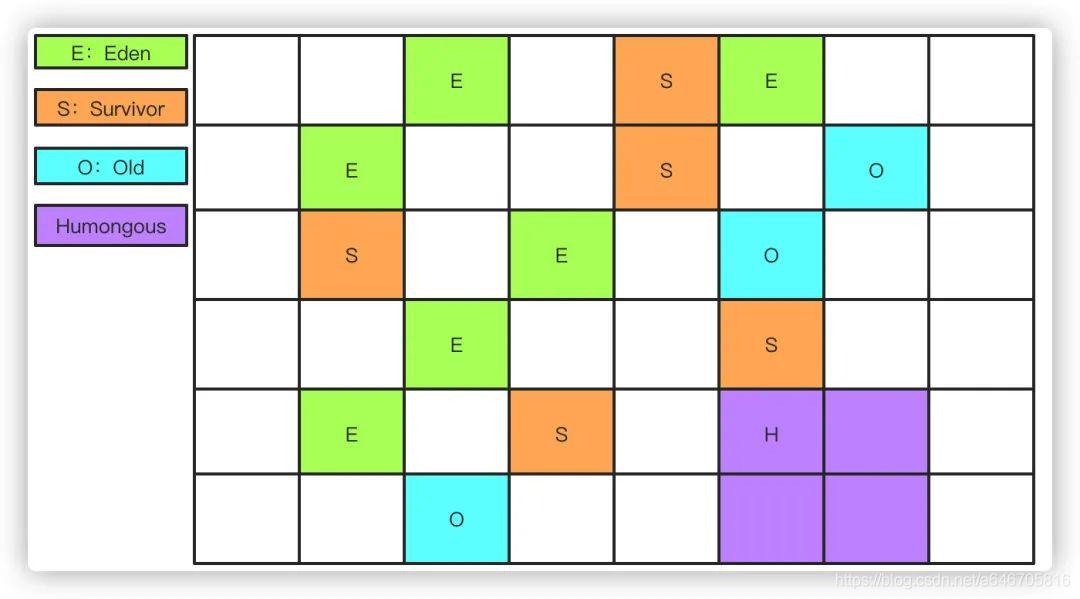 E：Eden
S：Survivor
O：Old
Humongous
E S E
E S O
S E O
E S
E S H
O
https://blog.csdn.net/a646705816